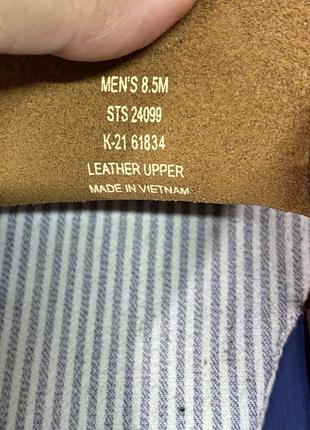 MEN'S 8.5M
STS 24099
K-21 61834
LEATHER UPPER
MADE IN VIETNAM